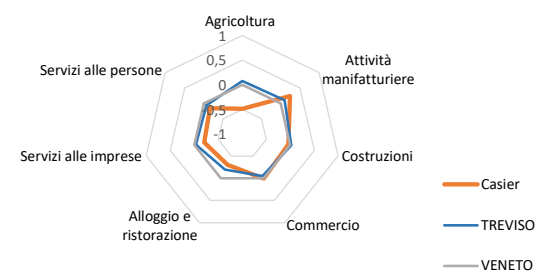 Agricoltura
1
0,5
0
0,5
-1
Attività
manifatturiere
Costruzioni
Commercio
Alloggio e
ristorazione
Servizi alle imprese
Servizi alle persone
Casier
TREVISO
VENETO